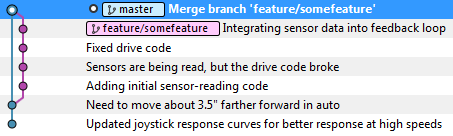 master Merge branch 'feature/somefeature'
feature/somefeature Integrating sensor data into feedback loop
Fixed drive code
Sensors are being read, but the drive code broke
Adding initial sensor-reading code
Need to move about 3.5" farther forward in auto
Updated joystick response curves for better response at high speeds